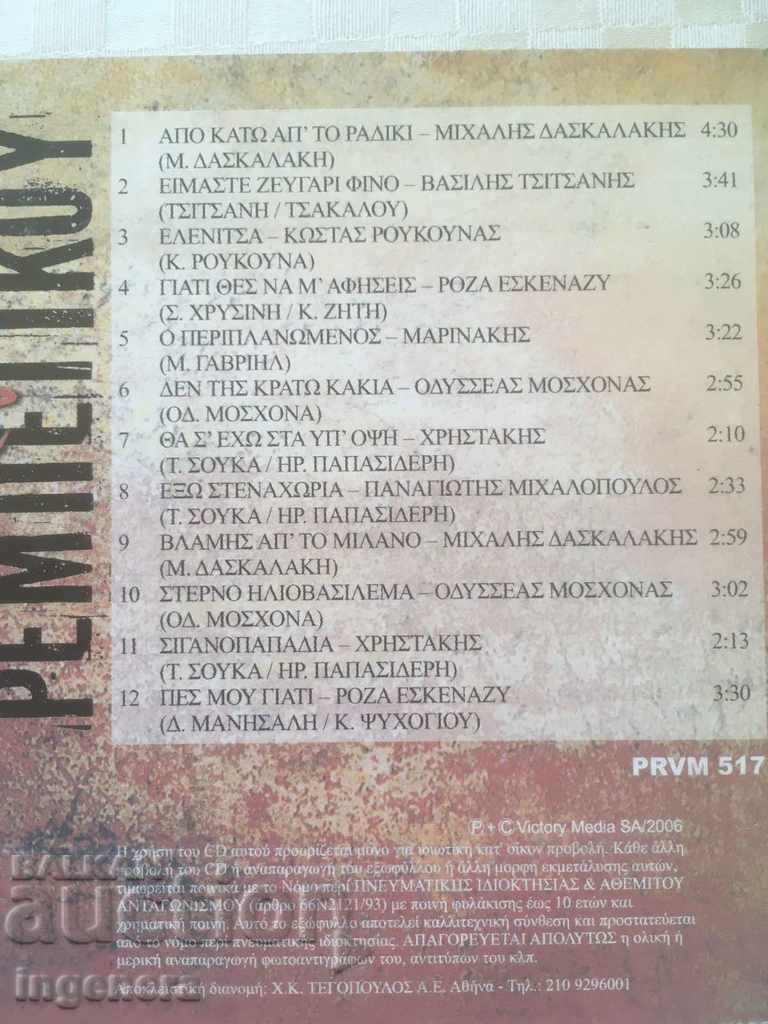 ΡΕΜΠΕΤΙΚΟΥ
1 ΑΠΟ ΚΑΤΩ ΑΠ' ΤΟ ΡΑΔΙΚΙ – ΜΙΧΑΛΗΣ ΔΑΣΚΑΛΑΚΗΣ 4:30
(Μ. ΔΑΣΚΑΛΑΚΗ)
2 ΕΙΜΑΣΤΕ ΖΕΥΓΑΡΙ ΦΙΝΟ – ΒΑΣΙΛΗΣ ΤΣΙΤΣΑΝΗΣ 3:41
(ΤΣΙΤΣΑΝΗ / ΤΣΑΚΑΛΟΥ)
3 ΕΛΕΝΙΤΣΑ – ΚΩΣΤΑΣ ΡΟΥΚΟΥΝΑΣ 3:08
(Κ. ΡΟΥΚΟΥΝΑ)
4 ΓΙΑΤΙ ΘΕΣ ΝΑ Μ' ΑΦΗΣΕΙΣ – ΡΟΖΑ ΕΣΚΕΝΑΖΥ 3:26
(Σ. ΧΡΥΣΙΝΗ / Κ. ΖΗΤΗ)
5 Ο ΠΕΡΙΠΛΑΝΩΜΕΝΟΣ – ΜΑΡΙΝΑΚΗΣ 3:22
(Μ. ΓΑΒΡΙΗΛ)
6 ΔΕΝ ΤΗΣ ΚΡΑΤΩ ΚΑΚΙΑ – ΟΔΥΣΣΕΑΣ ΜΟΣΧΟΝΑΣ 2:55
(ΟΔ. ΜΟΣΧΟΝΑ)
7 ΘΑ Σ' ΕΧΩ ΣΤΑ ΥΠ' ΟΨΗ – ΧΡΗΣΤΑΚΗΣ 2:10
(Τ. ΣΟΥΚΑ / ΗΡ. ΠΑΠΑΣΙΔΕΡΗ)
8 ΕΞΩ ΣΤΕΝΑΧΩΡΙΑ – ΠΑΝΑΓΙΩΤΗΣ ΜΙΧΑΛΟΠΟΥΛΟΣ 2:33
(Τ. ΣΟΥΚΑ / ΗΡ. ΠΑΠΑΣΙΔΕΡΗ)
9 ΒΛΑΜΗΣ ΑΠ' ΤΟ ΜΙΛΑΝΟ – ΜΙΧΑΛΗΣ ΔΑΣΚΑΛΑΚΗΣ 2:59
(Μ. ΔΑΣΚΑΛΑΚΗ)
10 ΣΤΕΡΝΟ ΗΛΙΟΒΑΣΙΛΕΜΑ – ΟΔΥΣΣΕΑΣ ΜΟΣΧΟΝΑΣ 3:02
(ΟΔ. ΜΟΣΧΟΝΑ)
11 ΣΙΓΑΝΟΠΑΠΑΔΙΑ – ΧΡΗΣΤΑΚΗΣ 2:13
(Τ. ΣΟΥΚΑ / ΗΡ. ΠΑΠΑΣΙΔΕΡΗ)
12 ΠΕΣ ΜΟΥ ΓΙΑΤΙ – ΡΟΖΑ ΕΣΚΕΝΑΖΥ 3:30
(Δ. ΜΑΝΗΣΑΛΗ / Κ. ΨΥΧΟΓΙΟΥ)
PRVM 517
P + C Victory Media SA/2006
Η χρήση του CD αυτού προορίζεται μόνο για ιδιωτική κατ' οίκον προβολή. Κάθε άλλη
προβολή του CD ή αναπαραγωγή του εξωφύλλου ή άλλη μορφη εκμετάλυσης αυτών,
τιμωρείται ποινικά με το Νόμο περί ΠΝΕΥΜΑΤΙΚΗΣ ΙΔΙΟΚΤΗΣΙΑΣ & ΑΘΕΜΙΤΟΥ
ΑΝΤΑΓΩΝΙΣΜΟΥ (άρθρο 66Ν2121/93) με ποινή φυλάκισης έως 10 ετών και
χρηματική ποινή. Αυτό το εξώφυλλο αποτελεί καλλιτεχνική σύνθεση και προστατεύεται
από το νόμο περί πνευματικής ιδιοκτησίας. ΑΠΑΓΟΡΕΥΕΤΑΙ ΑΠΟΛΥΤΩΣ η ολική ή
μερική αναπαραγωγή φωτοαντιγράφων του, αντιτύπων του κλπ.
Αποκλειστική διανομή: Χ.Κ. ΤΕΓΟΠΟΥΛΟΣ Α.Ε. Αθήνα - Τηλ.: 210 9296001
БАЛКАН
auction
ingekora